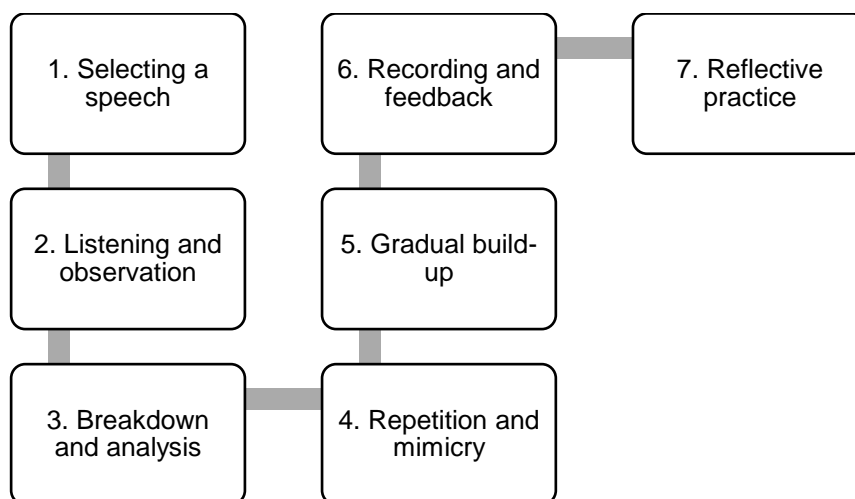 1. Selecting a
speech
2. Listening and
observation
3. Breakdown
and analysis
4. Repetition and
mimicry
5. Gradual build-
up
6. Recording and
feedback
7. Reflective
practice